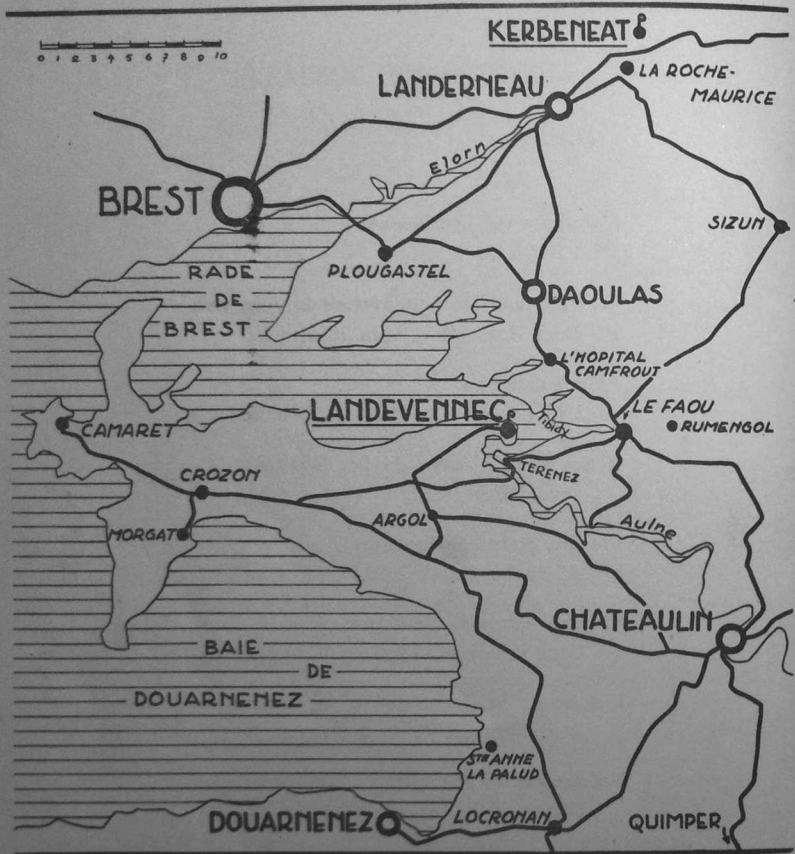 KERBENEAT
0 1 2 3 4 5 6 7 8 9 10
LA ROCHE-
MAURICE
LANDERNEAU
Elorn
BREST
SIZUN
PLOUGASTEL
RADE
DE
BREST
DAOULAS
L'HOPITAL
CAMFROUT
LANDEVENNEC
Tibidy
LE FAOU
RUMENGOL
CAMARET
TERENEZ
CROZON
ARGOL
Aulne
MORGAT
CHATEAULIN
BAIE
DE
DOUARNENEZ
STE ANNE
LA PALUD
DOUARNENEZ
LOCRONAN
QUIMPER